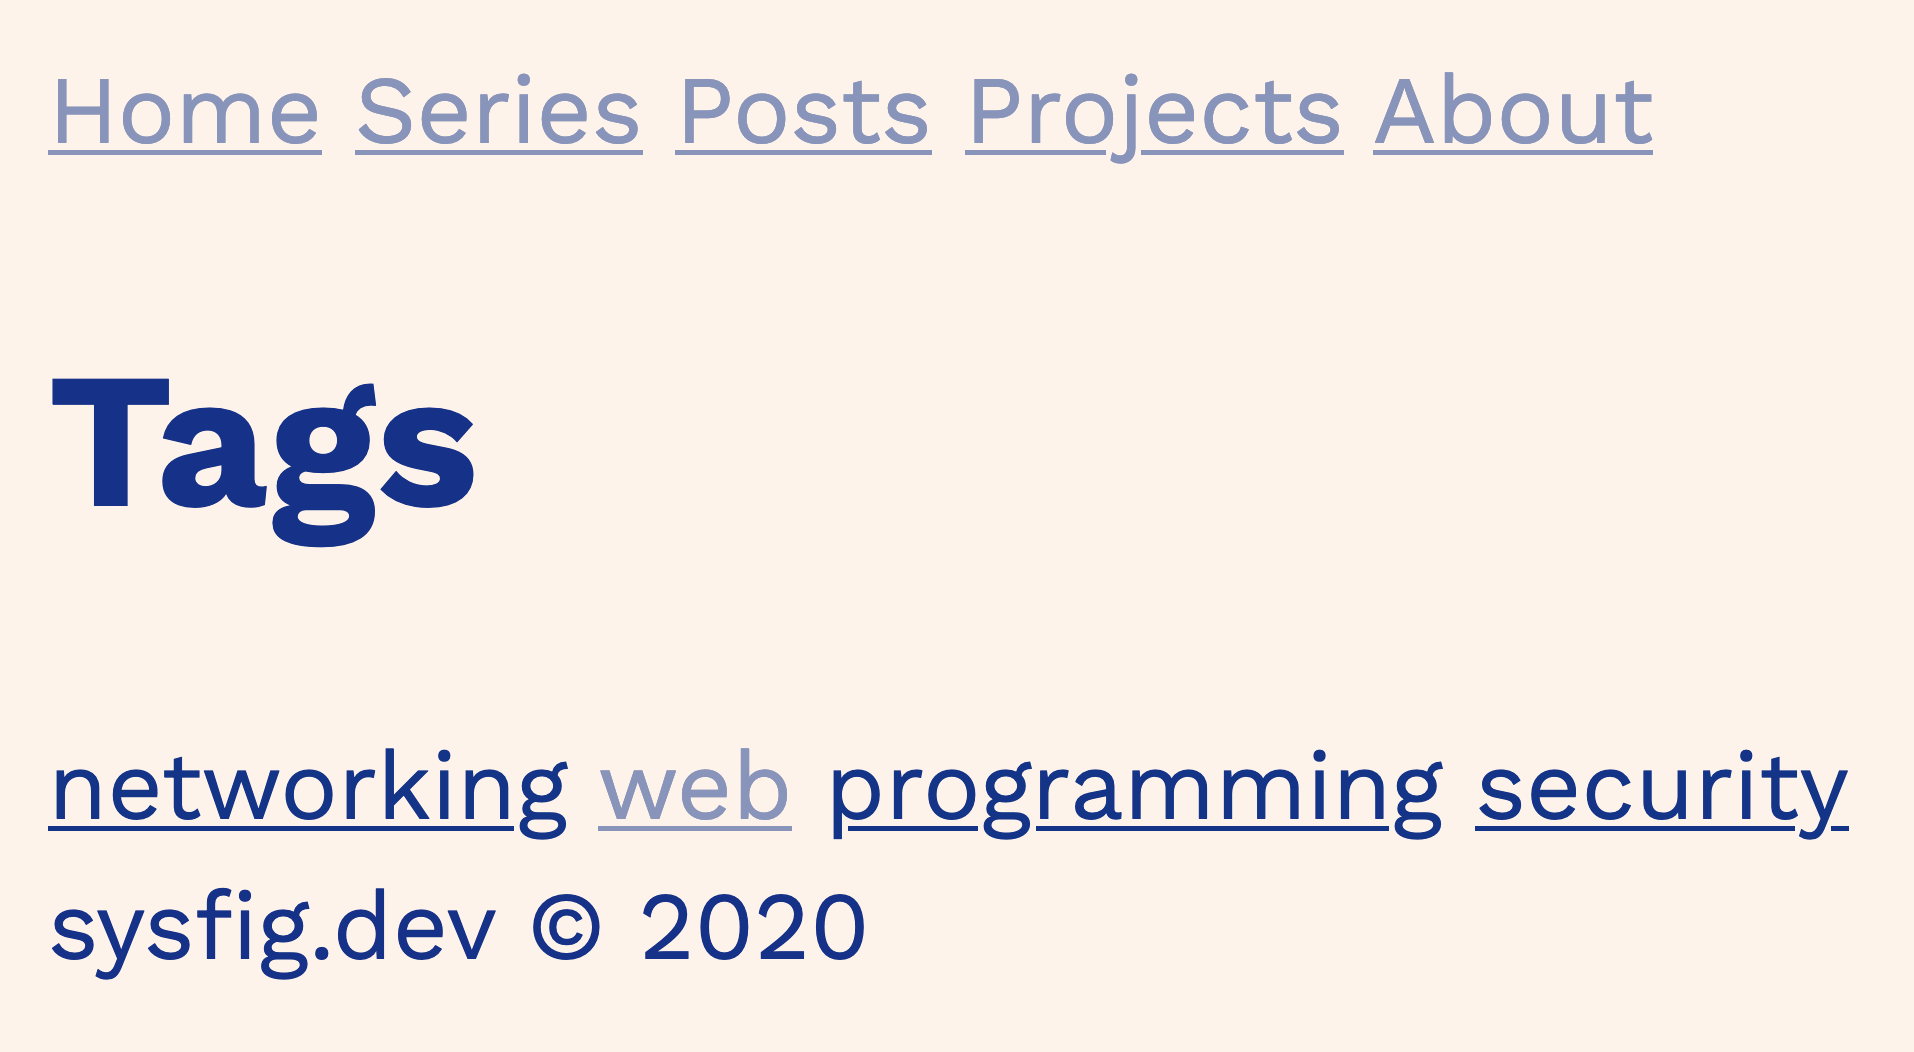 Home Series Posts Projects About
Tags
networking web programming security
sysfig.dev © 2020